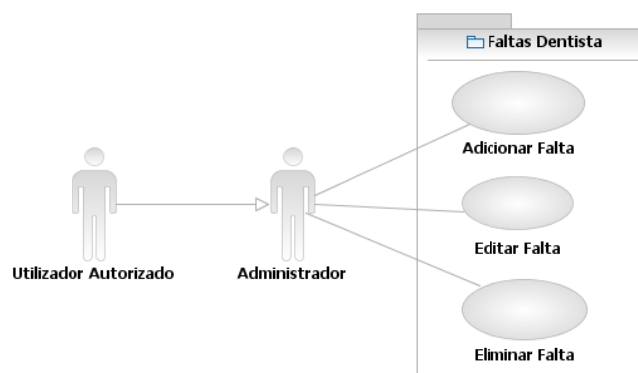 Faltas Dentista
Adicionar Falta
Editar Falta
Utilizador Autorizado
Administrador
Eliminar Falta